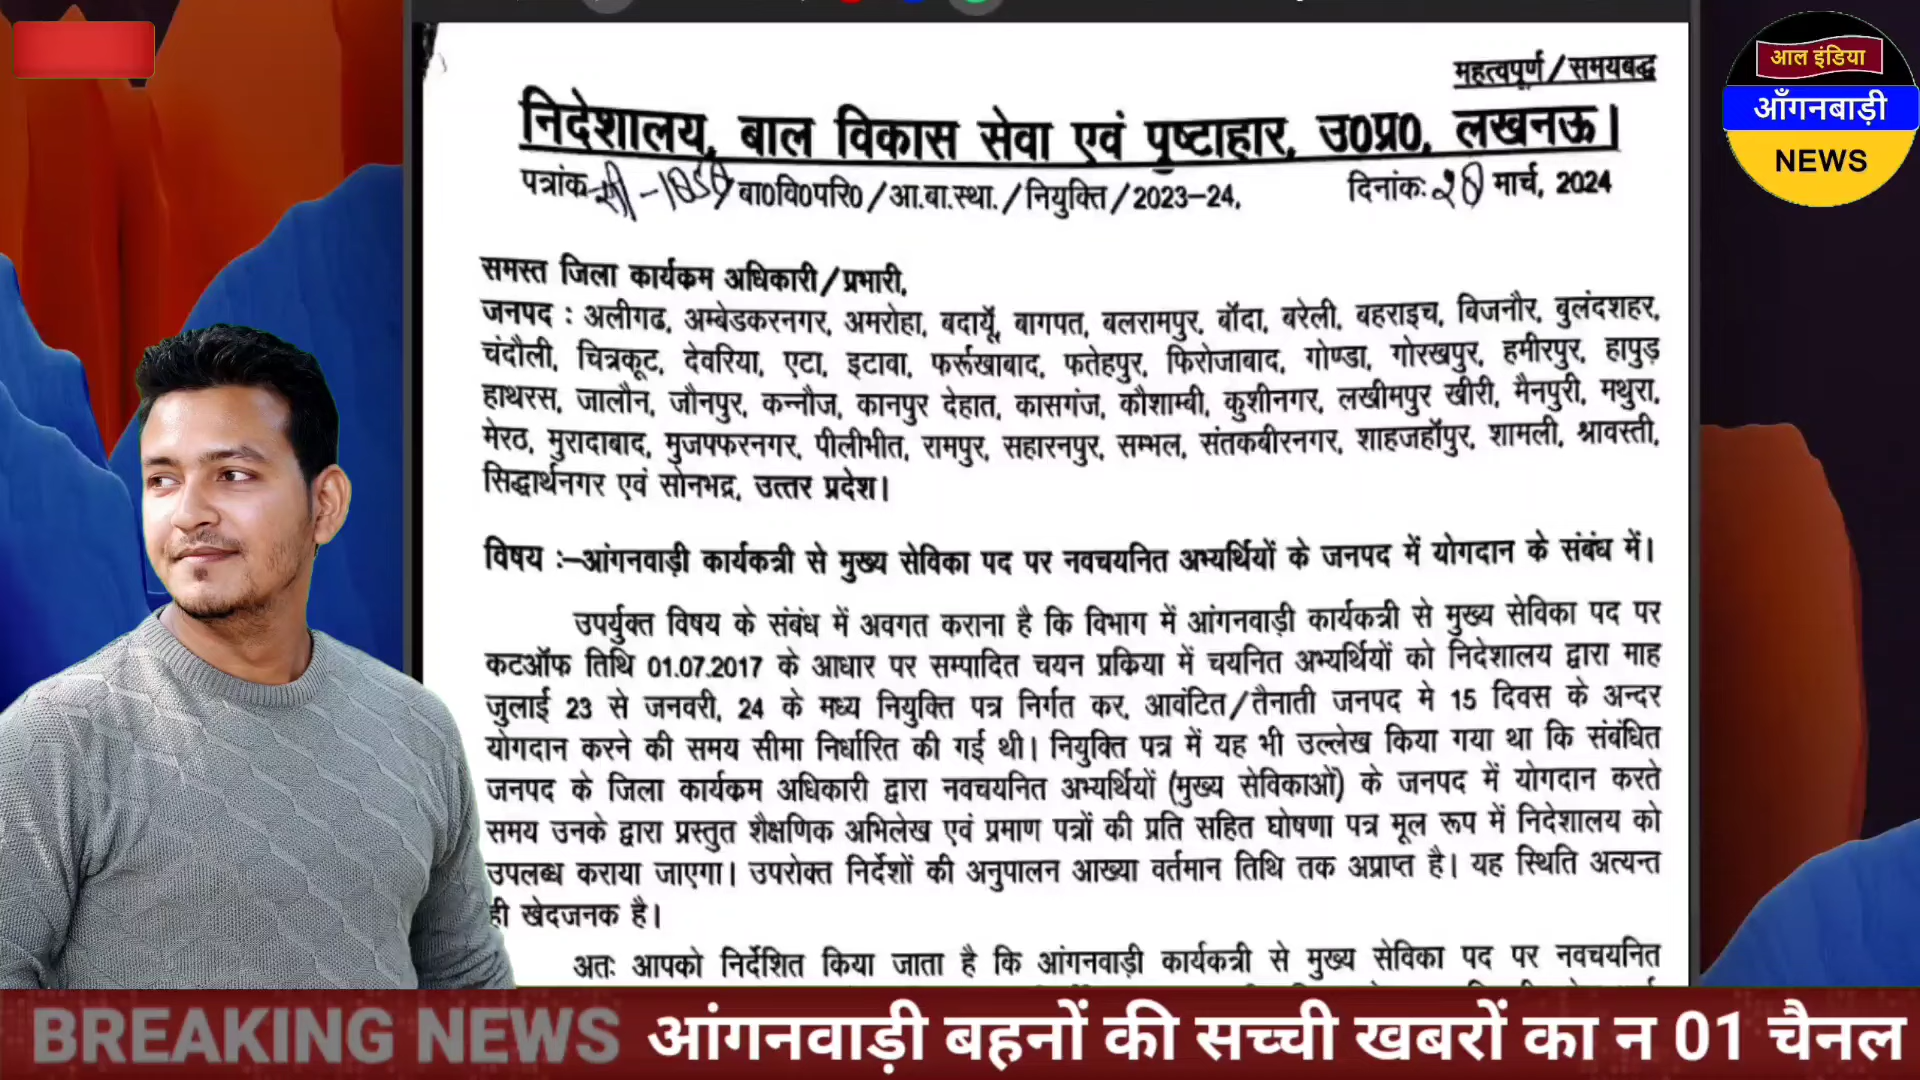 महत्वपूर्ण/समयबद्ध
निदेशालय, बाल विकास सेवा एवं पुष्टाहार, उ0प्र0, लखनऊ।
पत्रांक बा0वि0परि0/आ.बा.स्था./नियुक्ति/2023-24, दिनांकः मार्च, 2024
समस्त जिला कार्यकम अधिकारी/प्रभारी,
जनपद : अलीगढ, अम्बेडकरनगर, अमरोहा, बदायूॅ, बागपत, बलरामपुर, बॉदा, बरेली, बहराइच, बिजनौर, बुलंदशहर,
चंदौली, चित्रकूट, देवरिया, एटा, इटावा, फर्रूखाबाद, फतेहपुर, फिरोजाबाद, गोण्डा, गोरखपुर, हमीरपुर, हापुड़
हाथरस, जालौन, जौनपुर, कन्नौज, कानपुर देहात, कासगंज, कौशाम्बी, कुशीनगर, लखीमपुर खीरी, मैनपुरी, मथुरा,
मेरठ, मुरादाबाद, मुजफ्फरनगर, पीलीभीत, रामपुर, सहारनपुर, सम्भल, संतकबीरनगर, शाहजहॉपुर, शामली, श्रावस्ती,
सिद्धार्थनगर एवं सोनभद्र, उत्तर प्रदेश।
विषय :-आंगनवाड़ी कार्यकत्री से मुख्य सेविका पद पर नवचयनित अभ्यर्थियों के जनपद में योगदान के संबंध में।
उपर्युक्त विषय के संबंध में अवगत कराना है कि विभाग में आंगनवाड़ी कार्यकत्री से मुख्य सेविका पद पर
कटऑफ तिथि 01.07.2017 के आधार पर सम्पादित चयन प्रकिया में चयनित अभ्यर्थियों को निदेशालय द्वारा माह
जुलाई 23 से जनवरी, 24 के मध्य नियुक्ति पत्र निर्गत कर, आवंटित/तैनाती जनपद मे 15 दिवस के अन्दर
योगदान करने की समय सीमा निर्धारित की गई थी। नियुक्ति पत्र में यह भी उल्लेख किया गया था कि संबंधित
जनपद के जिला कार्यकम अधिकारी द्वारा नवचयनित अभ्यर्थियों (मुख्य सेविकाओं) के जनपद में योगदान करते
समय उनके द्वारा प्रस्तुत शैक्षणिक अभिलेख एवं प्रमाण पत्रों की प्रति सहित घोषणा पत्र मूल रूप में निदेशालय को
उपलब्ध कराया जाएगा। उपरोक्त निर्देशों की अनुपालन आख्या वर्तमान तिथि तक अप्राप्त है। यह स्थिति अत्यन्त
ही खेदजनक है।
अतः आपको निर्देशित किया जाता है कि आंगनवाड़ी कार्यकत्री से मुख्य सेविका पद पर नवचयनित
आल इंडिया
आँगनबाड़ी
NEWS
BREAKING NEWS आंगनवाड़ी बहनों की सच्ची खबरों का न 01 चैनल